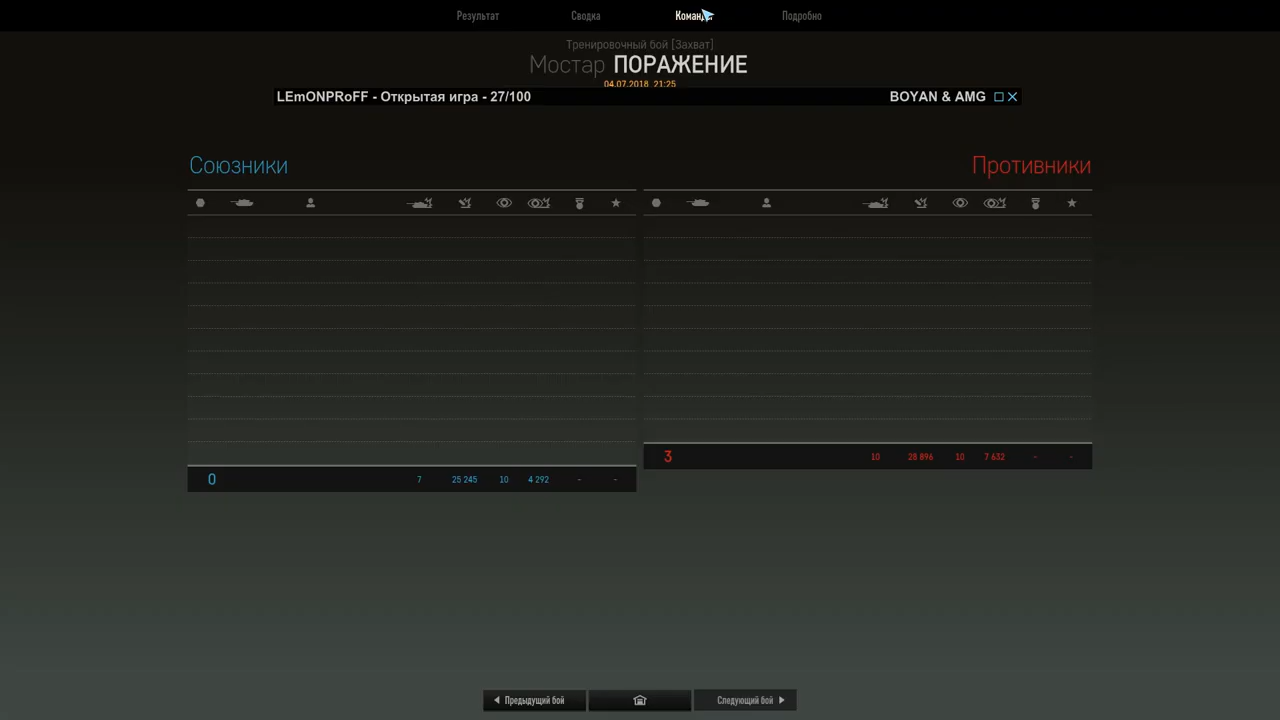 Результат Сводка Подробно
Тренировочный бой [Захват]
Мостар ПОРАЖЕНИЕ
04.07.2018 21:25
LEmONPRoFF - Открытая игра - 27/100 BOYAN & AMG
Союзники Противники
3 10 28 896 10 7 632 - -
0 7 25 245 10 4 292 - -
Предыдущий бой Следующий бой